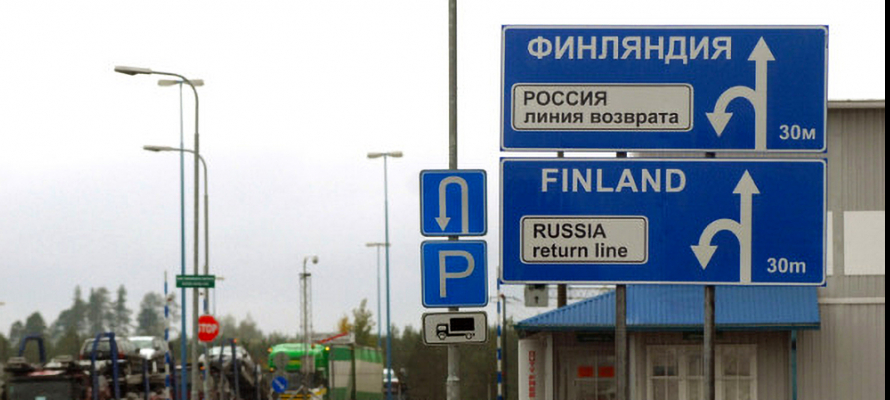 ФИНЛЯНДИЯ
РОССИЯ
линия возврата
30м
FINLAND
RUSSIA
return line
30m
P
STOP